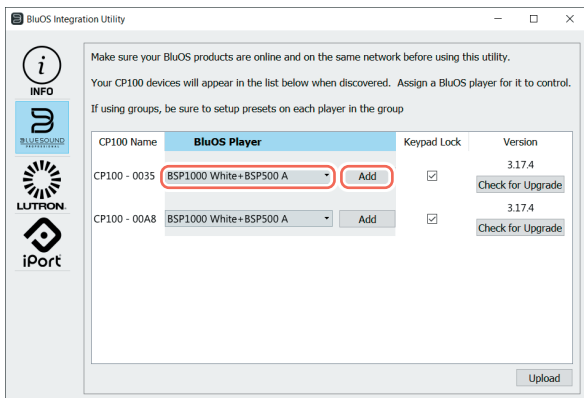 BluOS Integration Utility
INFO
BLUESOUND
PROFESSIONAL
LUTRON
iPort
Make sure your BluOS products are online and on the same network before using this utility.
Your CP100 devices will appear in the list below when discovered. Assign a BluOS player for it to control.
If using groups, be sure to setup presets on each player in the group
CP100 Name BluOS Player Keypad Lock Version
CP100 - 0035 BSP1000 White+BSP500 A Add 3.17.4
Check for Upgrade
CP100 - 00A8 BSP1000 White+BSP500 A Add 3.17.4
Check for Upgrade
Upload